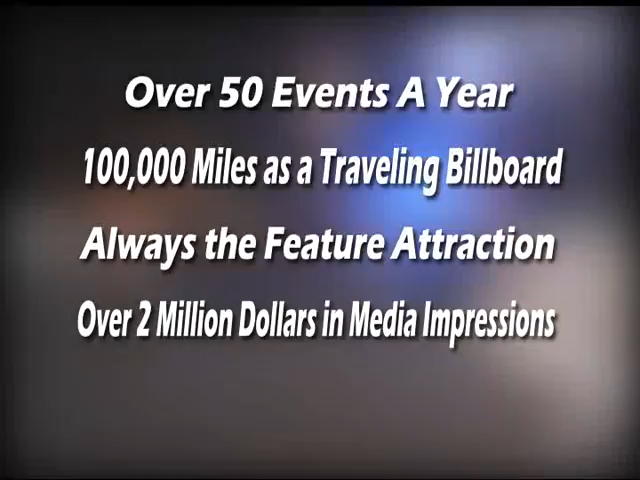 Over 50 Events A Year
100,000 Miles as a Traveling Billboard
Always the Feature Attraction
Over 2 Million Dollars in Media Impressions